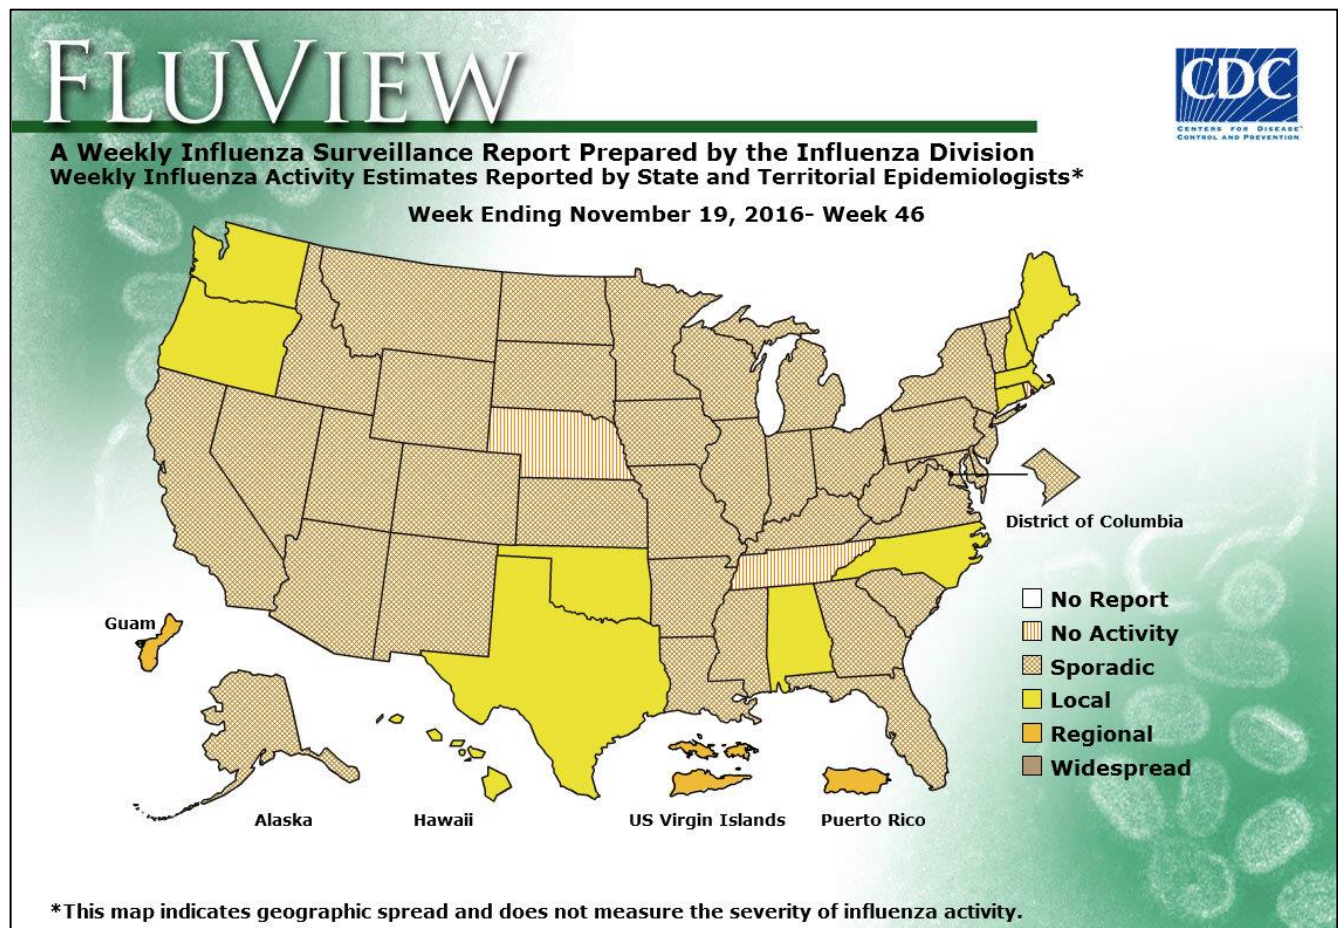 FLUVIEW
CDC
CENTERS FOR DISEASE™
CONTROL AND PREVENTION
A Weekly Influenza Surveillance Report Prepared by the Influenza Division
Weekly Influenza Activity Estimates Reported by State and Territorial Epidemiologists*
Week Ending November 19, 2016- Week 46
District of Columbia
No Report
No Activity
Sporadic
Local
Regional
Widespread
Guam
Alaska
Hawaii
US Virgin Islands
Puerto Rico
*This map indicates geographic spread and does not measure the severity of influenza activity.